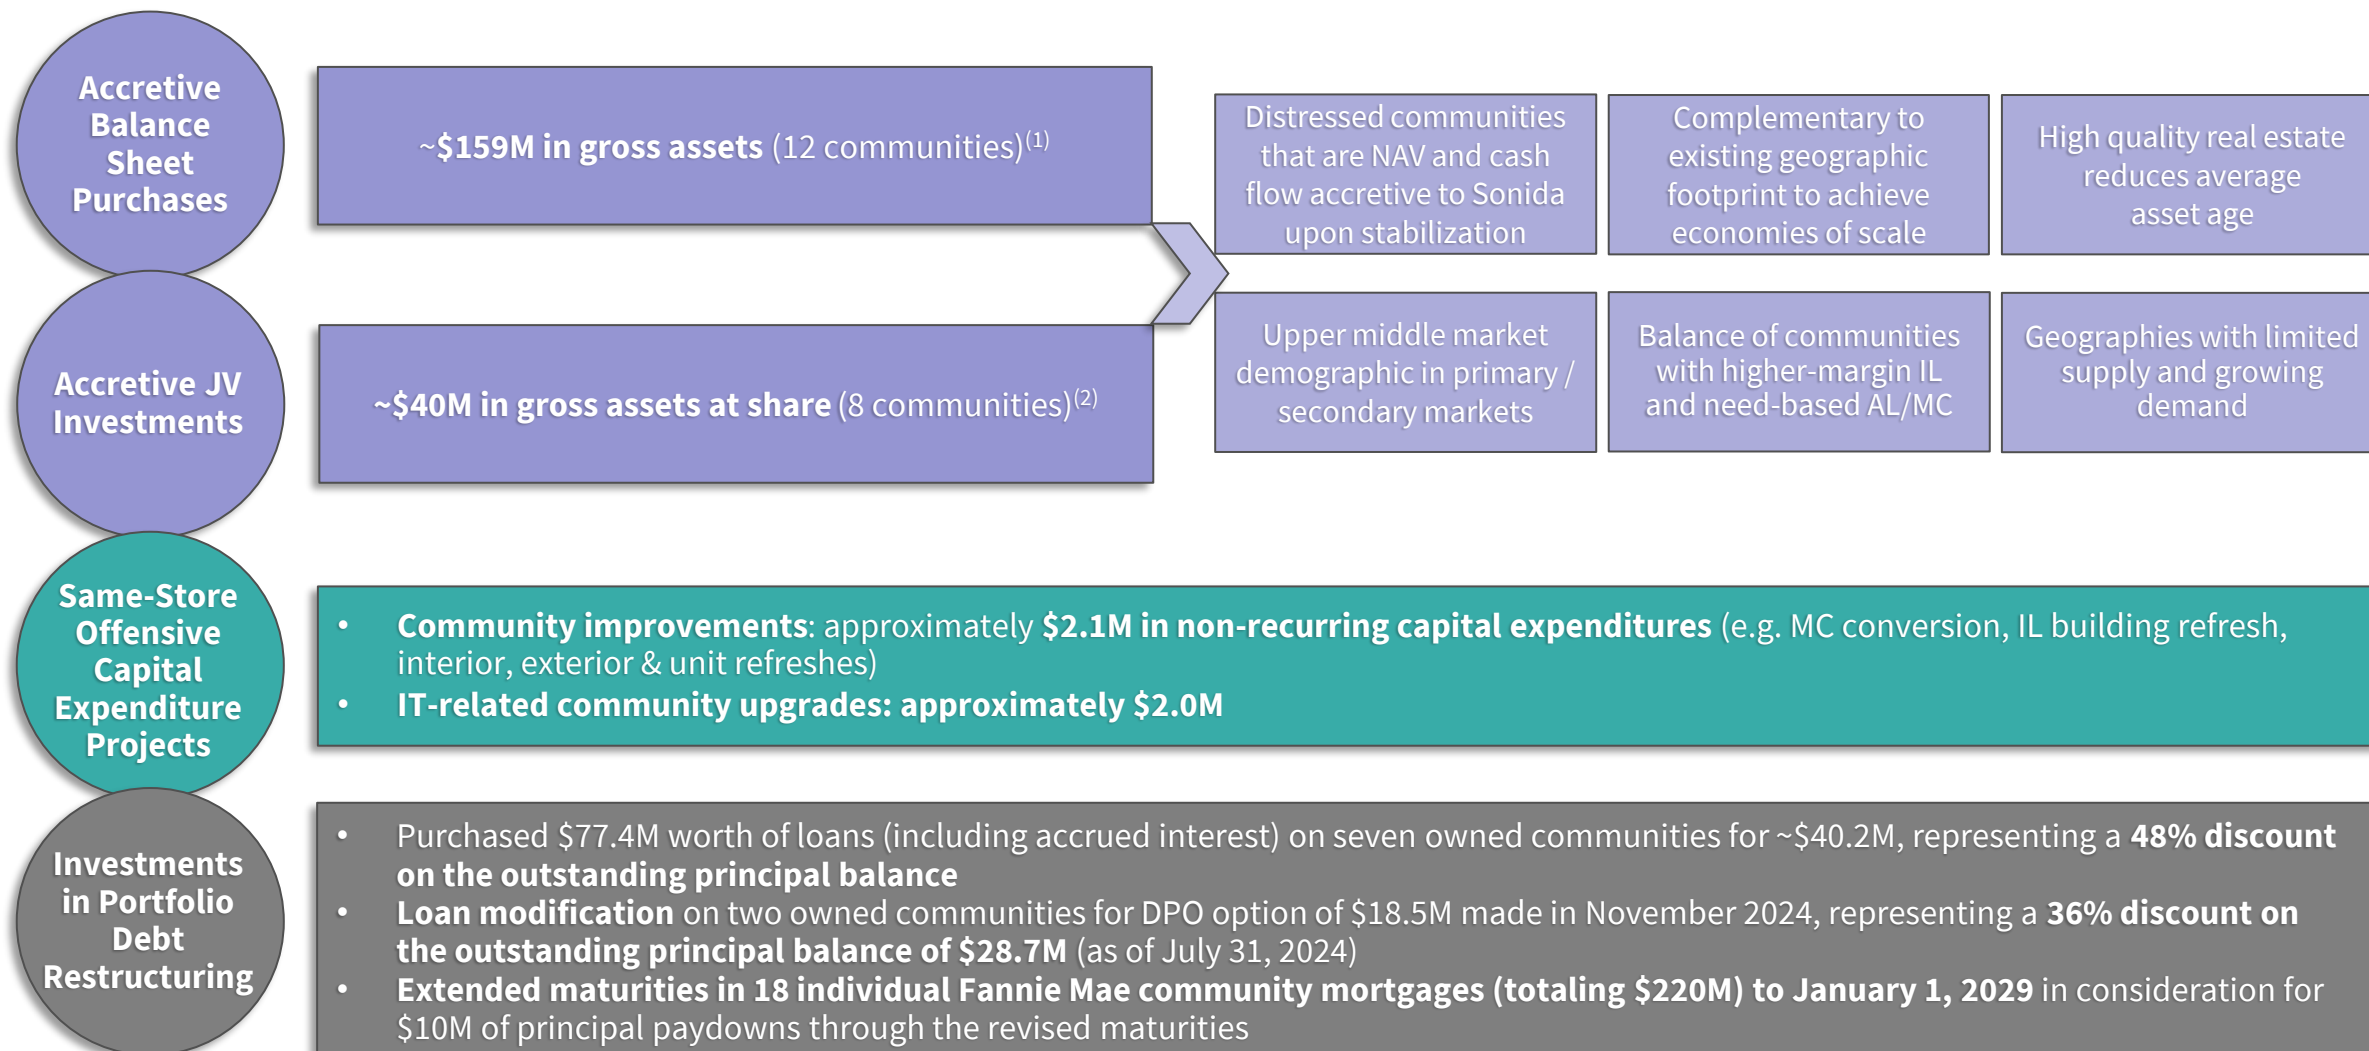 Accretive
Balance
Sheet
Purchases
~$159M in gross assets (12 communities)(1)
Distressed communities
that are NAV and cash
flow accretive to Sonida
upon stabilization
Complementary to
existing geographic
footprint to achieve
economies of scale
High quality real estate
reduces average
asset age
Accretive JV
Investments
~$40M in gross assets at share (8 communities)(2)
Upper middle market
demographic in primary /
secondary markets
Balance of communities
with higher-margin IL
and need-based AL/MC
Geographies with limited
supply and growing
demand
Same-Store
Offensive
Capital
Expenditure
Projects
• Community improvements: approximately $2.1M in non-recurring capital expenditures (e.g. MC conversion, IL building refresh,
interior, exterior & unit refreshes)
• IT-related community upgrades: approximately $2.0M
Investments
in Portfolio
Debt
Restructuring
• Purchased $77.4M worth of loans (including accrued interest) on seven owned communities for ~$40.2M, representing a 48% discount
on the outstanding principal balance
• Loan modification on two owned communities for DPO option of $18.5M made in November 2024, representing a 36% discount on
the outstanding principal balance of $28.7M (as of July 31, 2024)
• Extended maturities in 18 individual Fannie Mae community mortgages (totaling $220M) to January 1, 2029 in consideration for
$10M of principal paydowns through the revised maturities